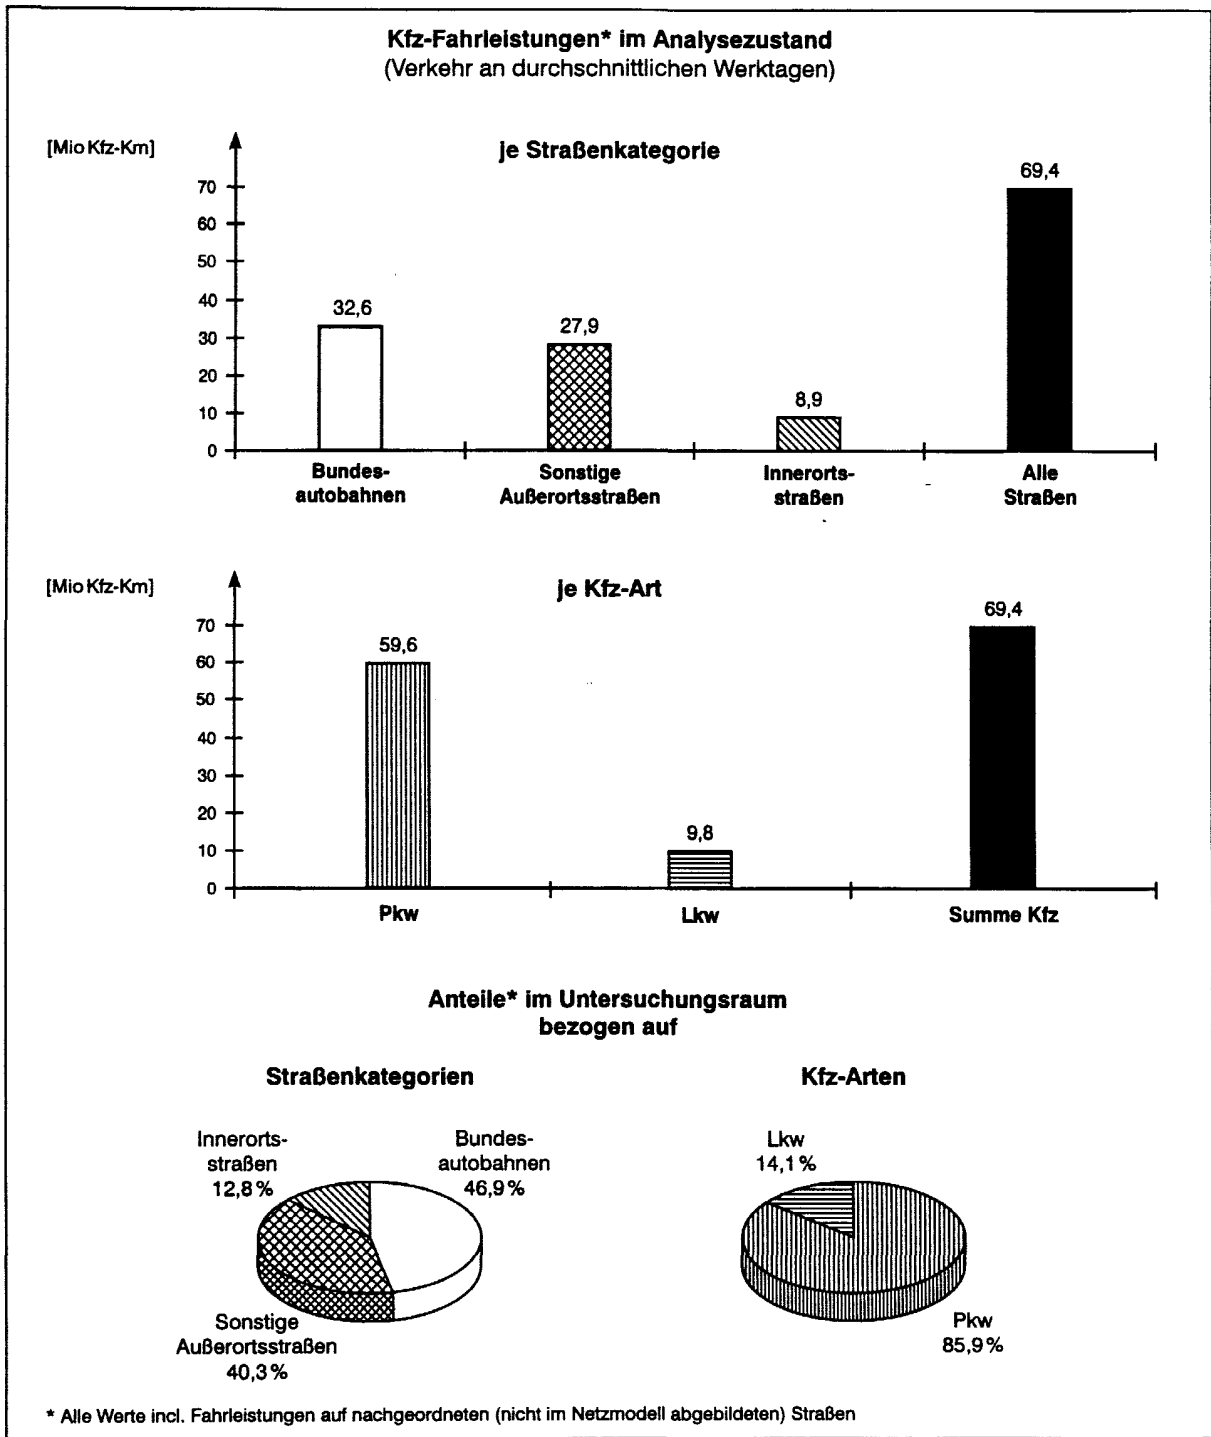 Kfz-Fahrleistungen* im Analysezustand
(Verkehr an durchschnittlichen Werktagen)
[Mio Kfz-Km]
je Straßenkategorie
69,4
70
60
50
40
32,6
30
27,9
20
10
8,9
0
Bundes-
autobahnen
Sonstige
Außerortsstraßen
Innerorts-
straßen
Alle
Straßen
[Mio Kfz-Km]
je Kfz-Art
69,4
70
59,6
60
50
40
30
20
9,8
10
0
Pkw
Lkw
Summe Kfz
Anteile* im Untersuchungsraum
bezogen auf
Straßenkategorien
Innerorts-
straßen
12,8%
Bundes-
autobahnen
46,9%
Sonstige
Außerortsstraßen
40,3%
Kfz-Arten
Lkw
14,1%
Pkw
85,9%
* Alle Werte incl. Fahrleistungen auf nachgeordneten (nicht im Netzmodell abgebildeten) Straßen